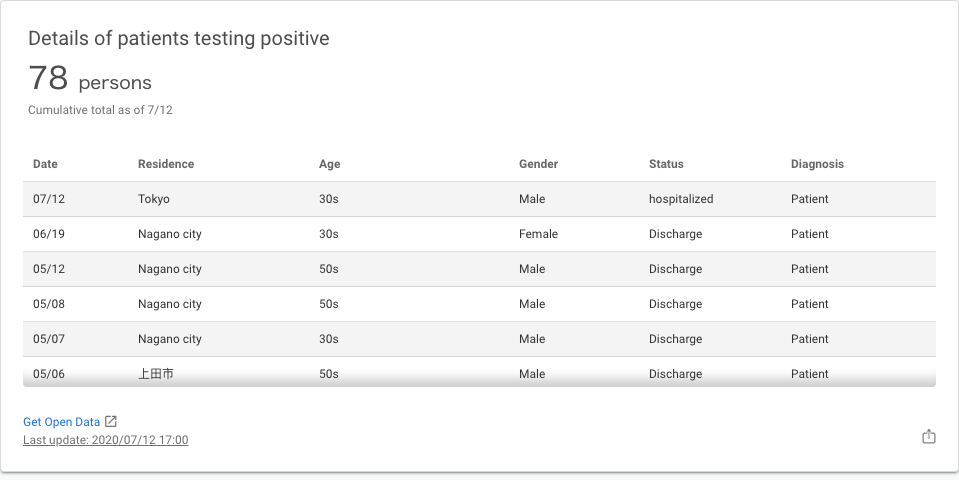 Details of patients testing positive
78 persons
Cumulative total as of 7/12
Date Residence Age Gender Status Diagnosis
07/12 Tokyo 30s Male hospitalized Patient
06/19 Nagano city 30s Female Discharge Patient
05/12 Nagano city 50s Male Discharge Patient
05/08 Nagano city 50s Male Discharge Patient
05/07 Nagano city 30s Male Discharge Patient
05/06 上田市 50s Male Discharge Patient
Get Open Data
Last update: 2020/07/12 17:00